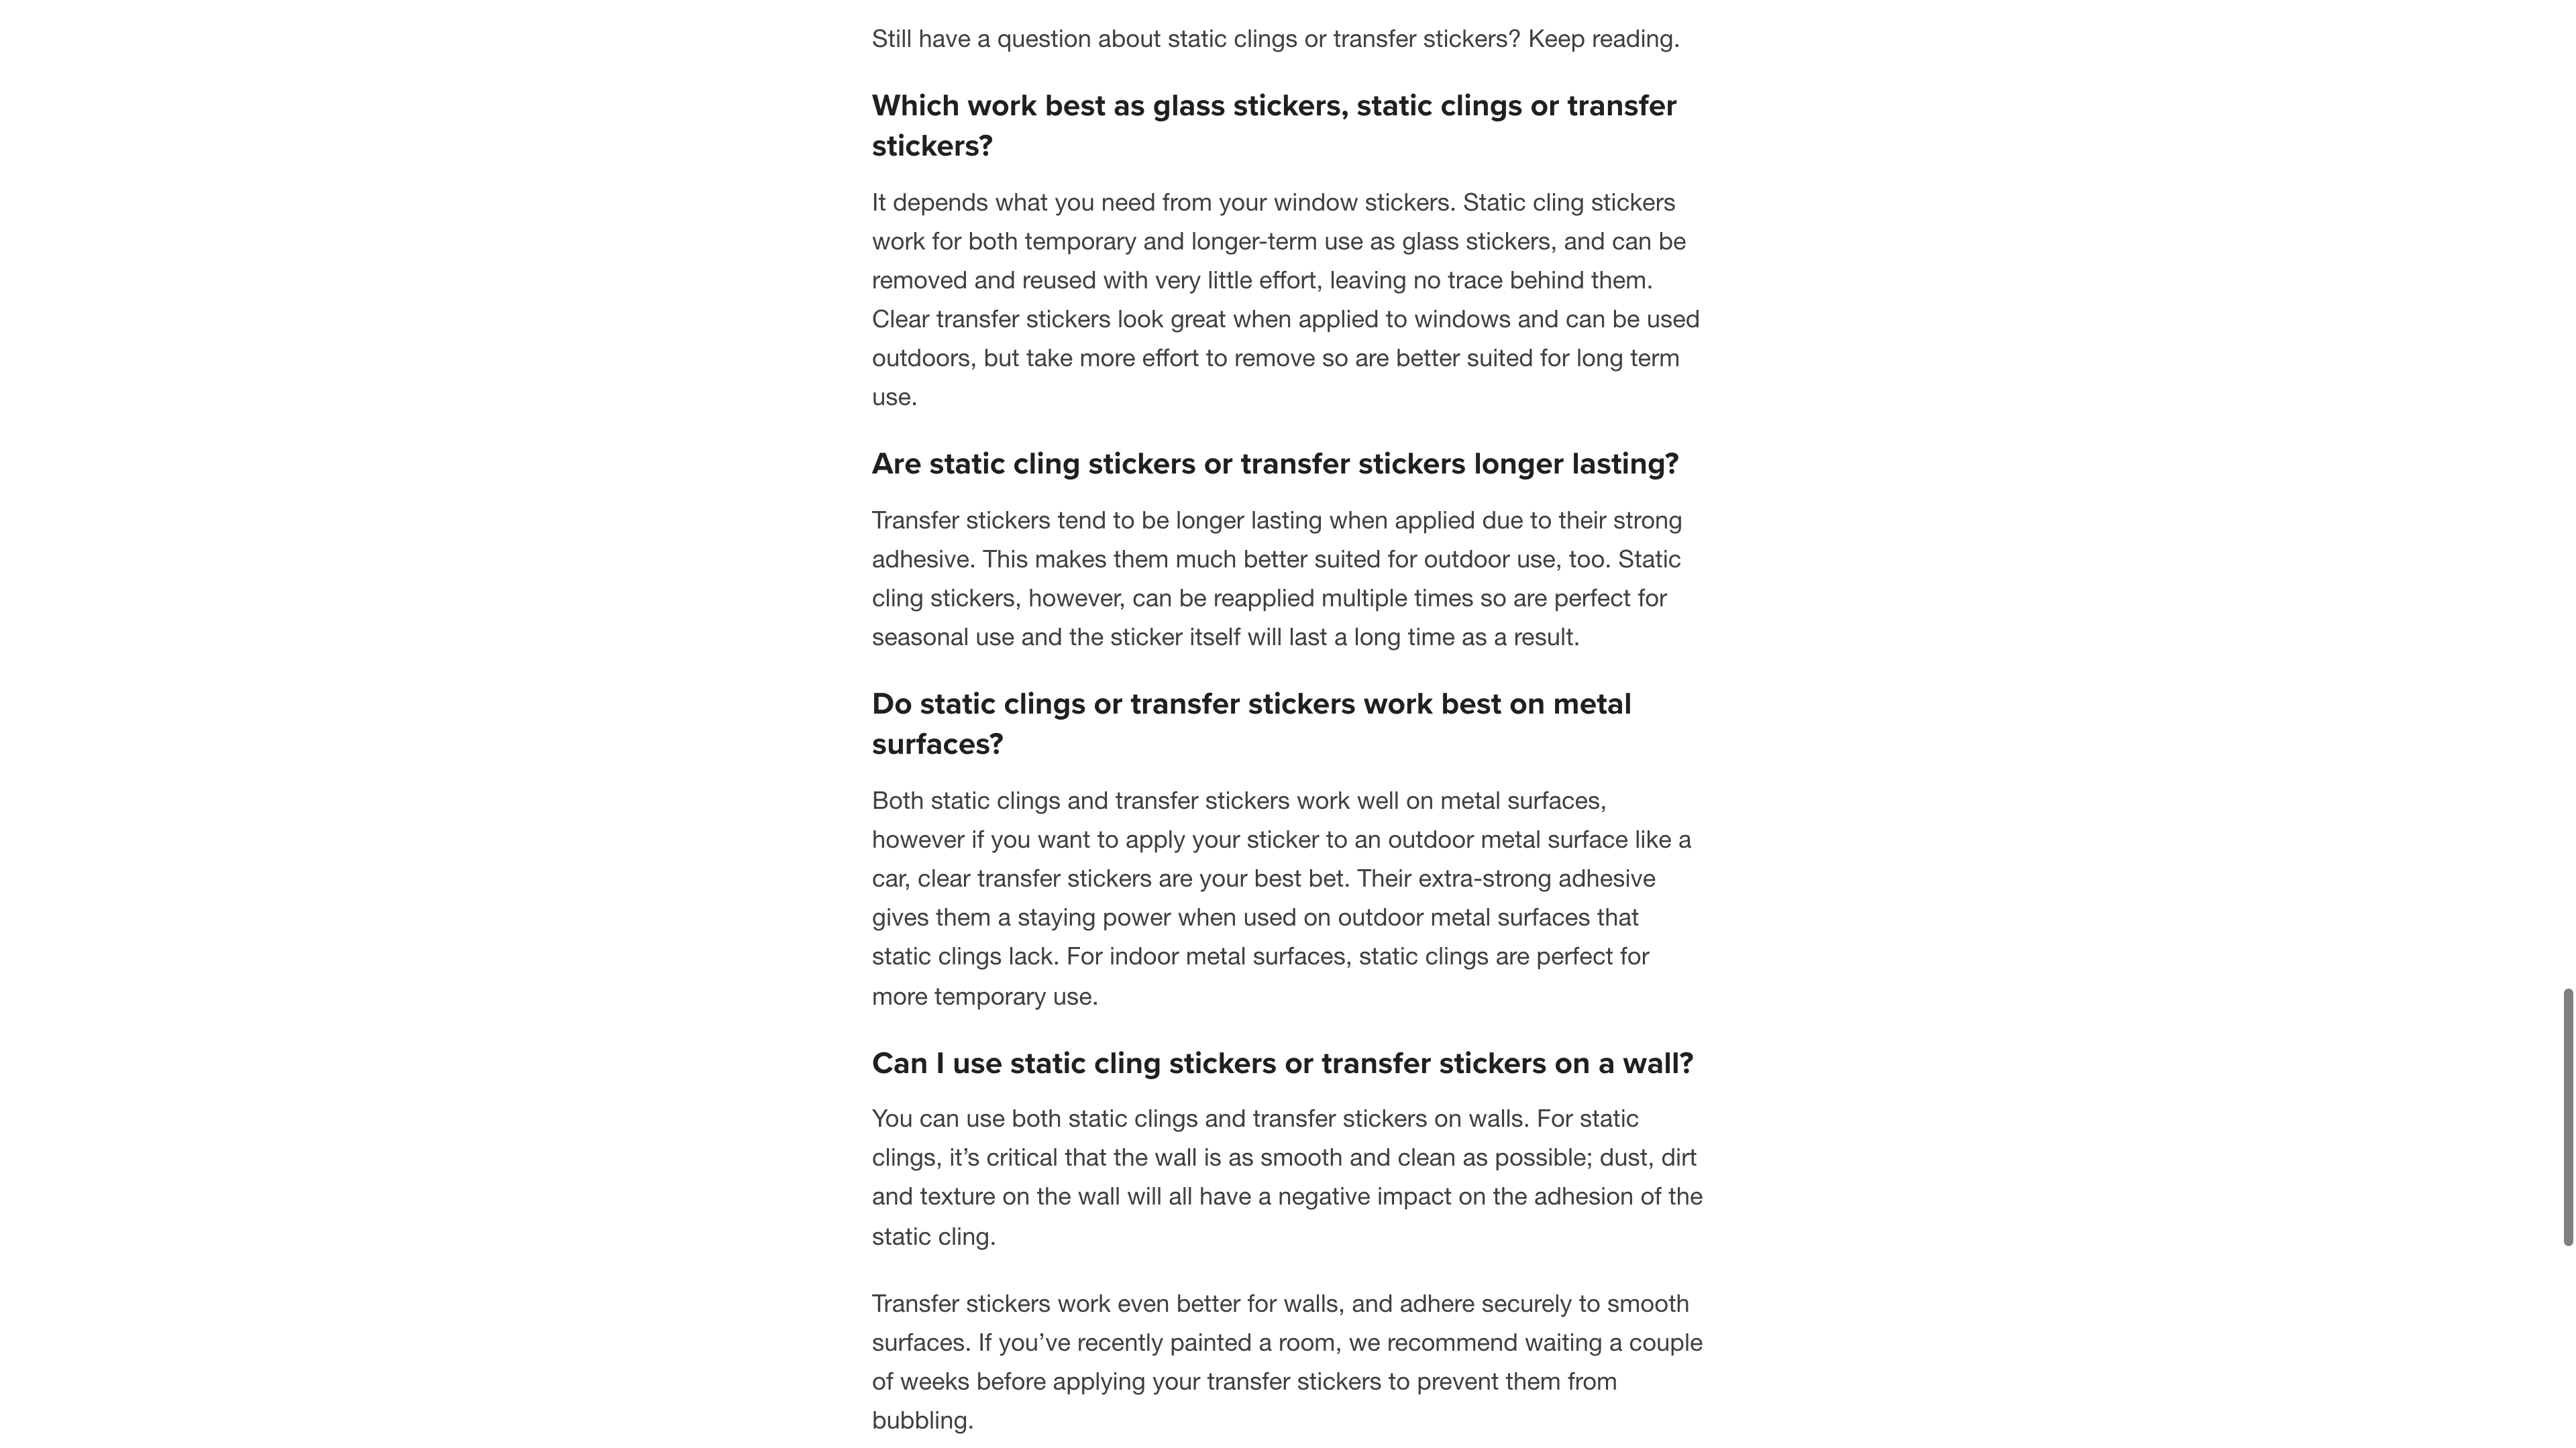 Still have a question about static clings or transfer stickers? Keep reading.
Which work best as glass stickers, static clings or transfer
stickers?
It depends what you need from your window stickers. Static cling stickers
work for both temporary and longer-term use as glass stickers, and can be
removed and reused with very little effort, leaving no trace behind them.
Clear transfer stickers look great when applied to windows and can be used
outdoors, but take more effort to remove so are better suited for long term
use.
Are static cling stickers or transfer stickers longer lasting?
Transfer stickers tend to be longer lasting when applied due to their strong
adhesive. This makes them much better suited for outdoor use, too. Static
cling stickers, however, can be reapplied multiple times so are perfect for
seasonal use and the sticker itself will last a long time as a result.
Do static clings or transfer stickers work best on metal
surfaces?
Both static clings and transfer stickers work well on metal surfaces,
however if you want to apply your sticker to an outdoor metal surface like a
car, clear transfer stickers are your best bet. Their extra-strong adhesive
gives them a staying power when used on outdoor metal surfaces that
static clings lack. For indoor metal surfaces, static clings are perfect for
more temporary use.
Can I use static cling stickers or transfer stickers on a wall?
You can use both static clings and transfer stickers on walls. For static
clings, it’s critical that the wall is as smooth and clean as possible; dust, dirt
and texture on the wall will all have a negative impact on the adhesion of the
static cling.
Transfer stickers work even better for walls, and adhere securely to smooth
surfaces. If you’ve recently painted a room, we recommend waiting a couple
of weeks before applying your transfer stickers to prevent them from
bubbling.